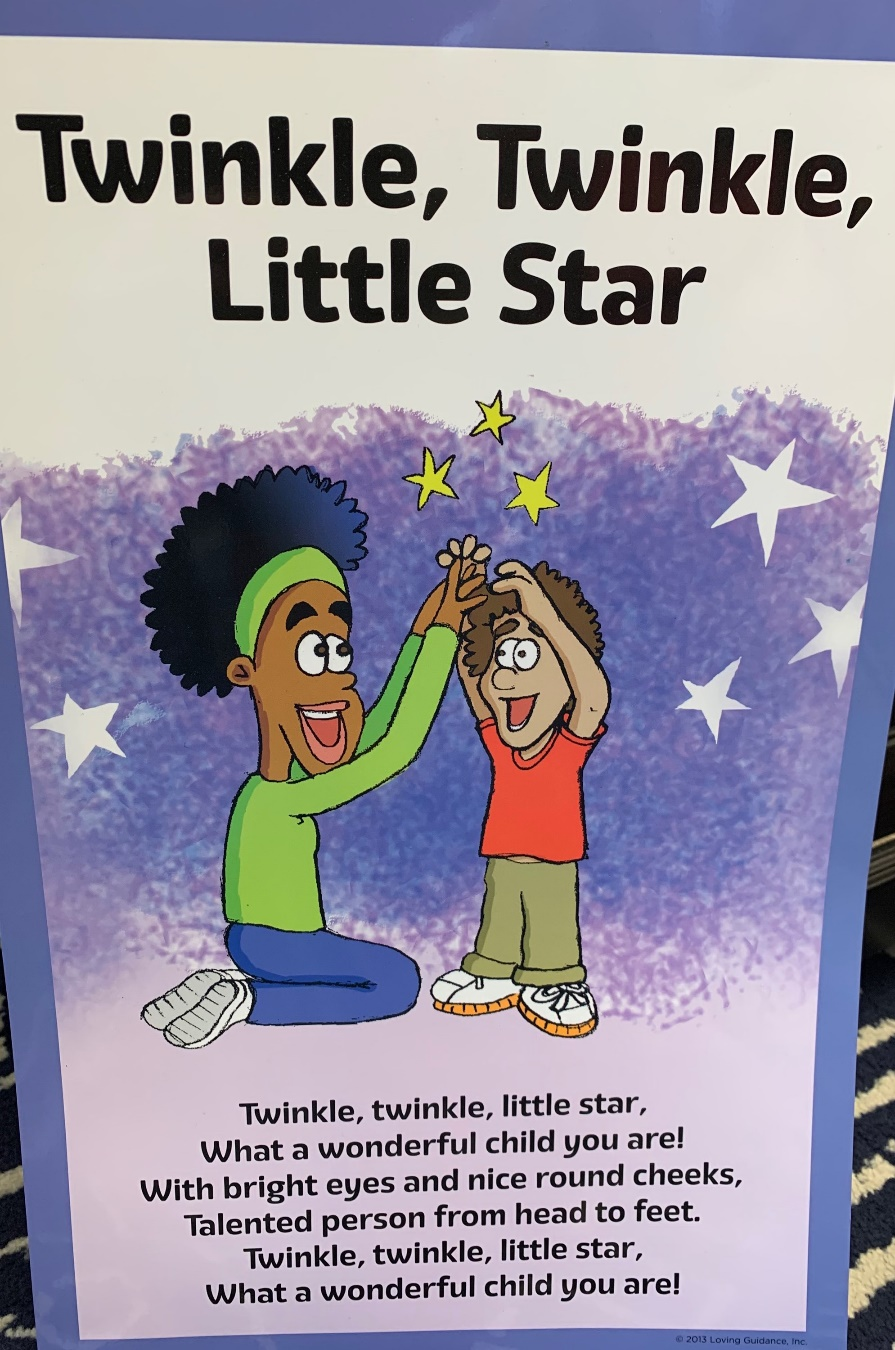 Twinkle, Twinkle,
Little Star
Twinkle, twinkle, little star,
What a wonderful child you are!
With bright eyes and nice round cheeks,
Talented person from head to feet.
Twinkle, twinkle, little star,
What a wonderful child you are!
© 2013 Loving Guidance, Inc.